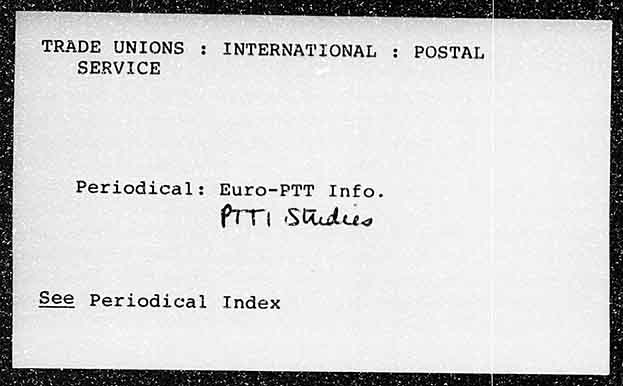 TRADE UNIONS : INTERNATIONAL : POSTAL
SERVICE
Periodical: Euro-PTT Info.
PTTI Studies
See Periodical Index